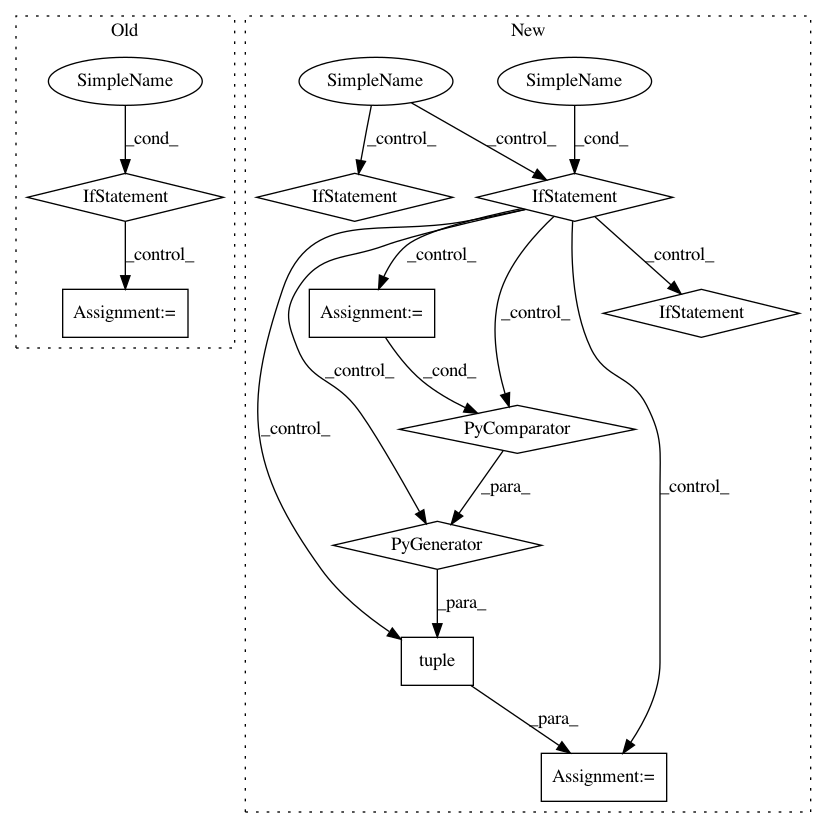 Old
New
SimpleName
SimpleName
SimpleName
_cond_
_control_
_control_
_cond_
IfStatement
IfStatement
IfStatement
_control_
_control_
_control_
Assignment:=
Assignment:=
_control_
IfStatement
_control_
_cond_
_control_
PyComparator
_para_
_control_
PyGenerator
_para_
tuple
_para_
Assignment:=